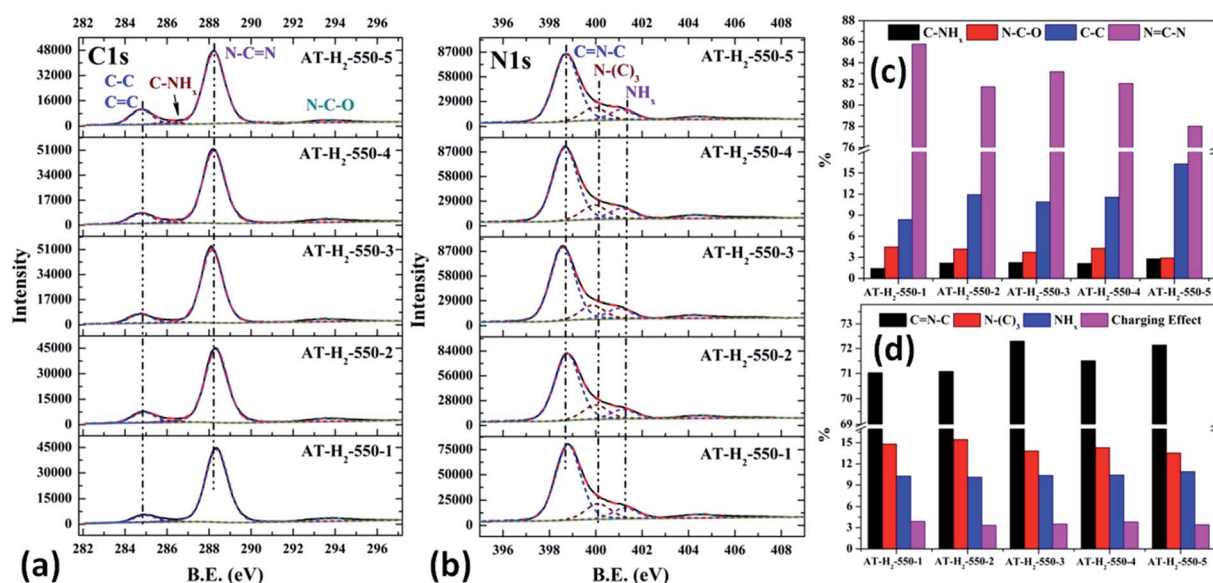 282 284 286 288 290 292 294 296
C1s
N-C=N
AT-H2-550-5
C-C
C=C
C-NHx
N-C-O
48000
32000
16000
0
AT-H2-550-4
51000
34000
17000
0
AT-H2-550-3
51000
34000
17000
0
AT-H2-550-2
45000
30000
15000
0
AT-H2-550-1
45000
30000
15000
0
Intensity
282 284 286 288 290 292 294 296
B.E. (eV)
(a)
396 398 400 402 404 406 408
N1s
C=N-C
AT-H2-550-5
N-(C)3
NHx
87000
58000
29000
0
AT-H2-550-4
87000
58000
29000
0
AT-H2-550-3
87000
58000
29000
0
AT-H2-550-2
84000
56000
28000
0
AT-H2-550-1
75000
50000
25000
0
Intensity
396 398 400 402 404 406 408
B.E. (eV)
(b)
C-NHx N-C-O C-C N=C-N
(c)
88
86
84
82
80
78
76
15
12
9
6
3
0
%
AT-H2-550-1 AT-H2-550-2 AT-H2-550-3 AT-H2-550-4 AT-H2-550-5
C=N-C N-(C)3 NHx Charging Effect
(d)
73
72
71
70
69
15
12
9
6
3
0
%
AT-H2-550-1 AT-H2-550-2 AT-H2-550-3 AT-H2-550-4 AT-H2-550-5